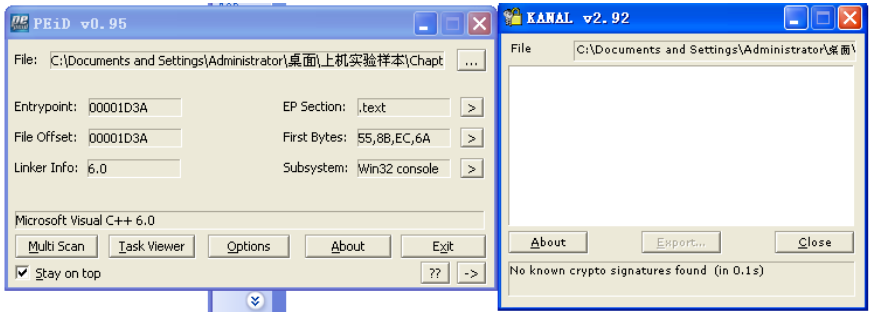 PEiD v0.95
File: C:\Documents and Settings\Administrator\桌面\上机实验样本\Chapt ...
Entrypoint: 00001D3A EP Section: .text >
File Offset: 00001D3A First Bytes: 55,8B,EC,6A >
Linker Info: 6.0 Subsystem: Win32 console >
Microsoft Visual C++ 6.0
Multi Scan Task Viewer Options About Exit
Stay on top ?? ->
KANAL v2.92
File C:\Documents and Settings\Administrator\桌面\
About Export... Close
No known crypto signatures found (in 0.1s)